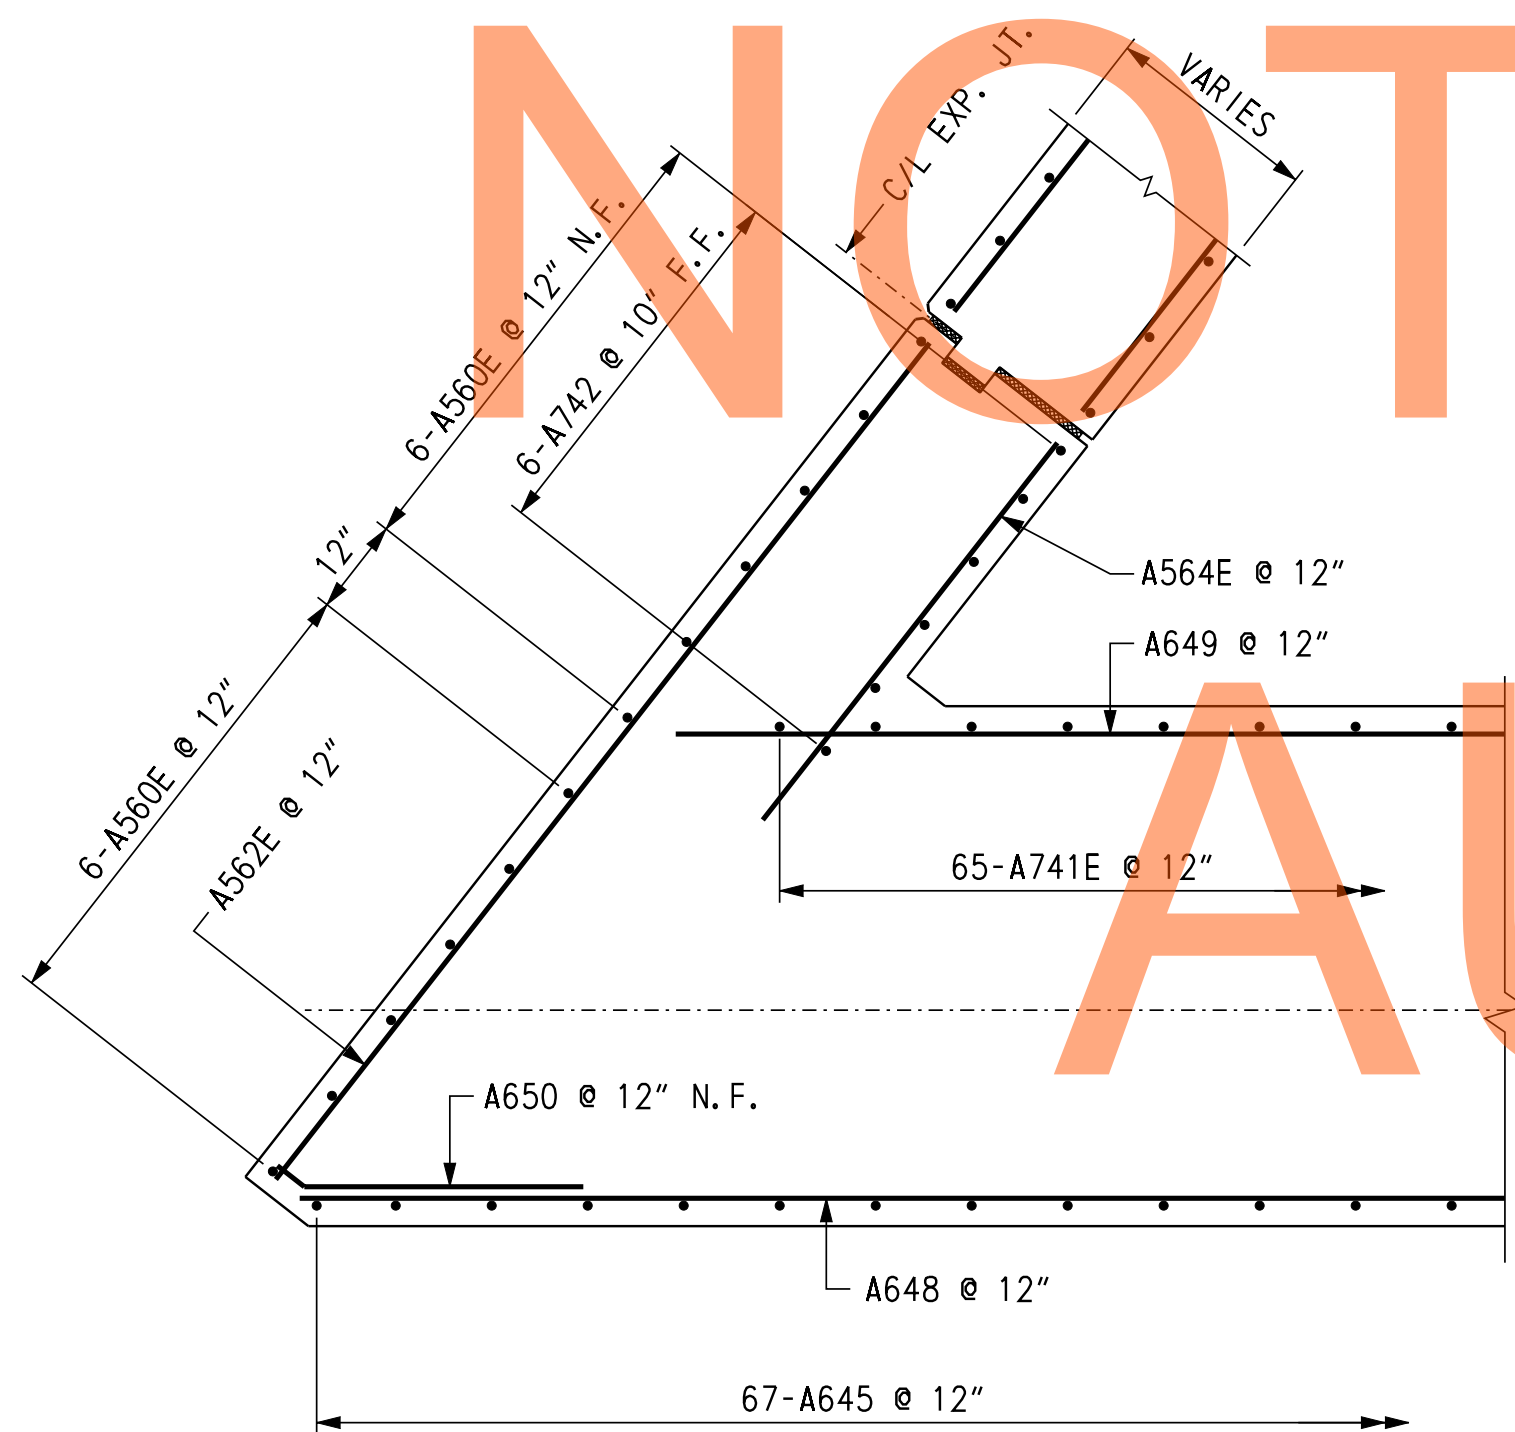 NOT
C/L EXP. JT.
VARIES
6-A560E @ 12" N.F.
6-A742 @ 10" F.F.
12"
A564E @ 12"
A649 @ 12"
6-A560E @ 12"
A562E @ 12"
65-A741E @ 12"
AU
A650 @ 12" N.F.
A648 @ 12"
67-A645 @ 12"